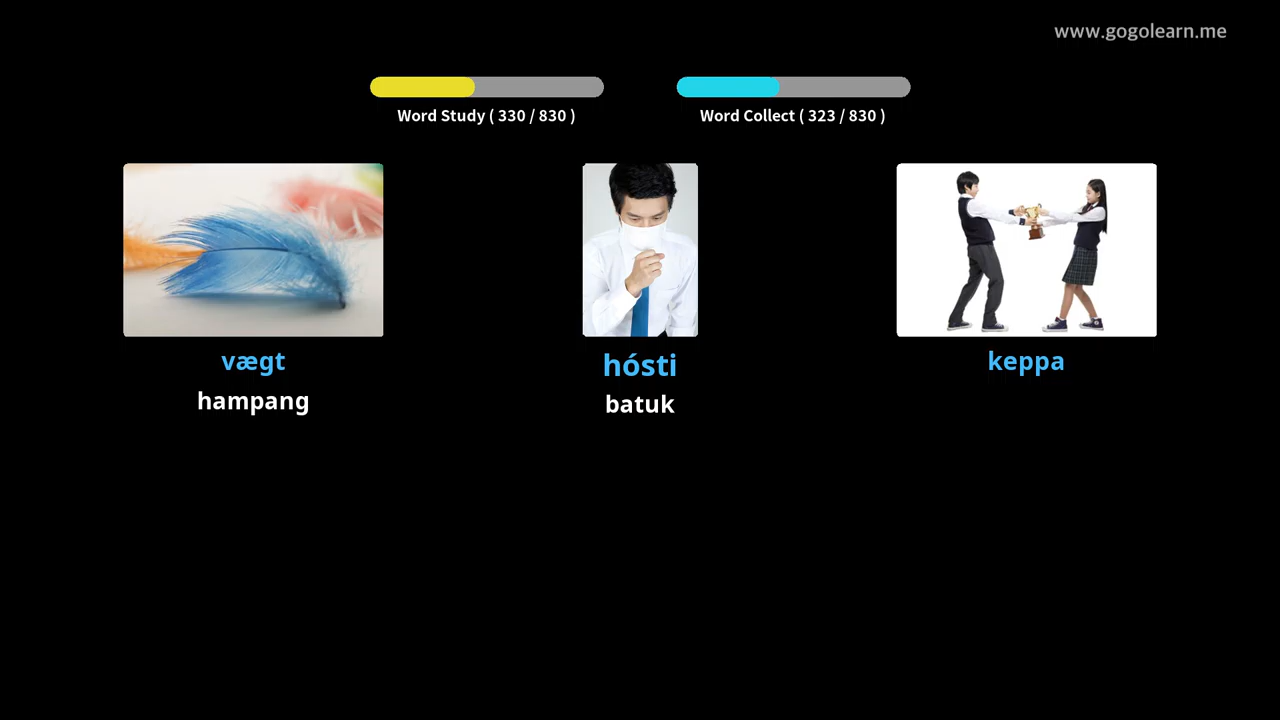 www.gogolearn.me
Word Study ( 330 / 830 )
Word Collect ( 323 / 830 )
vægt
hampang
hósti
batuk
keppa